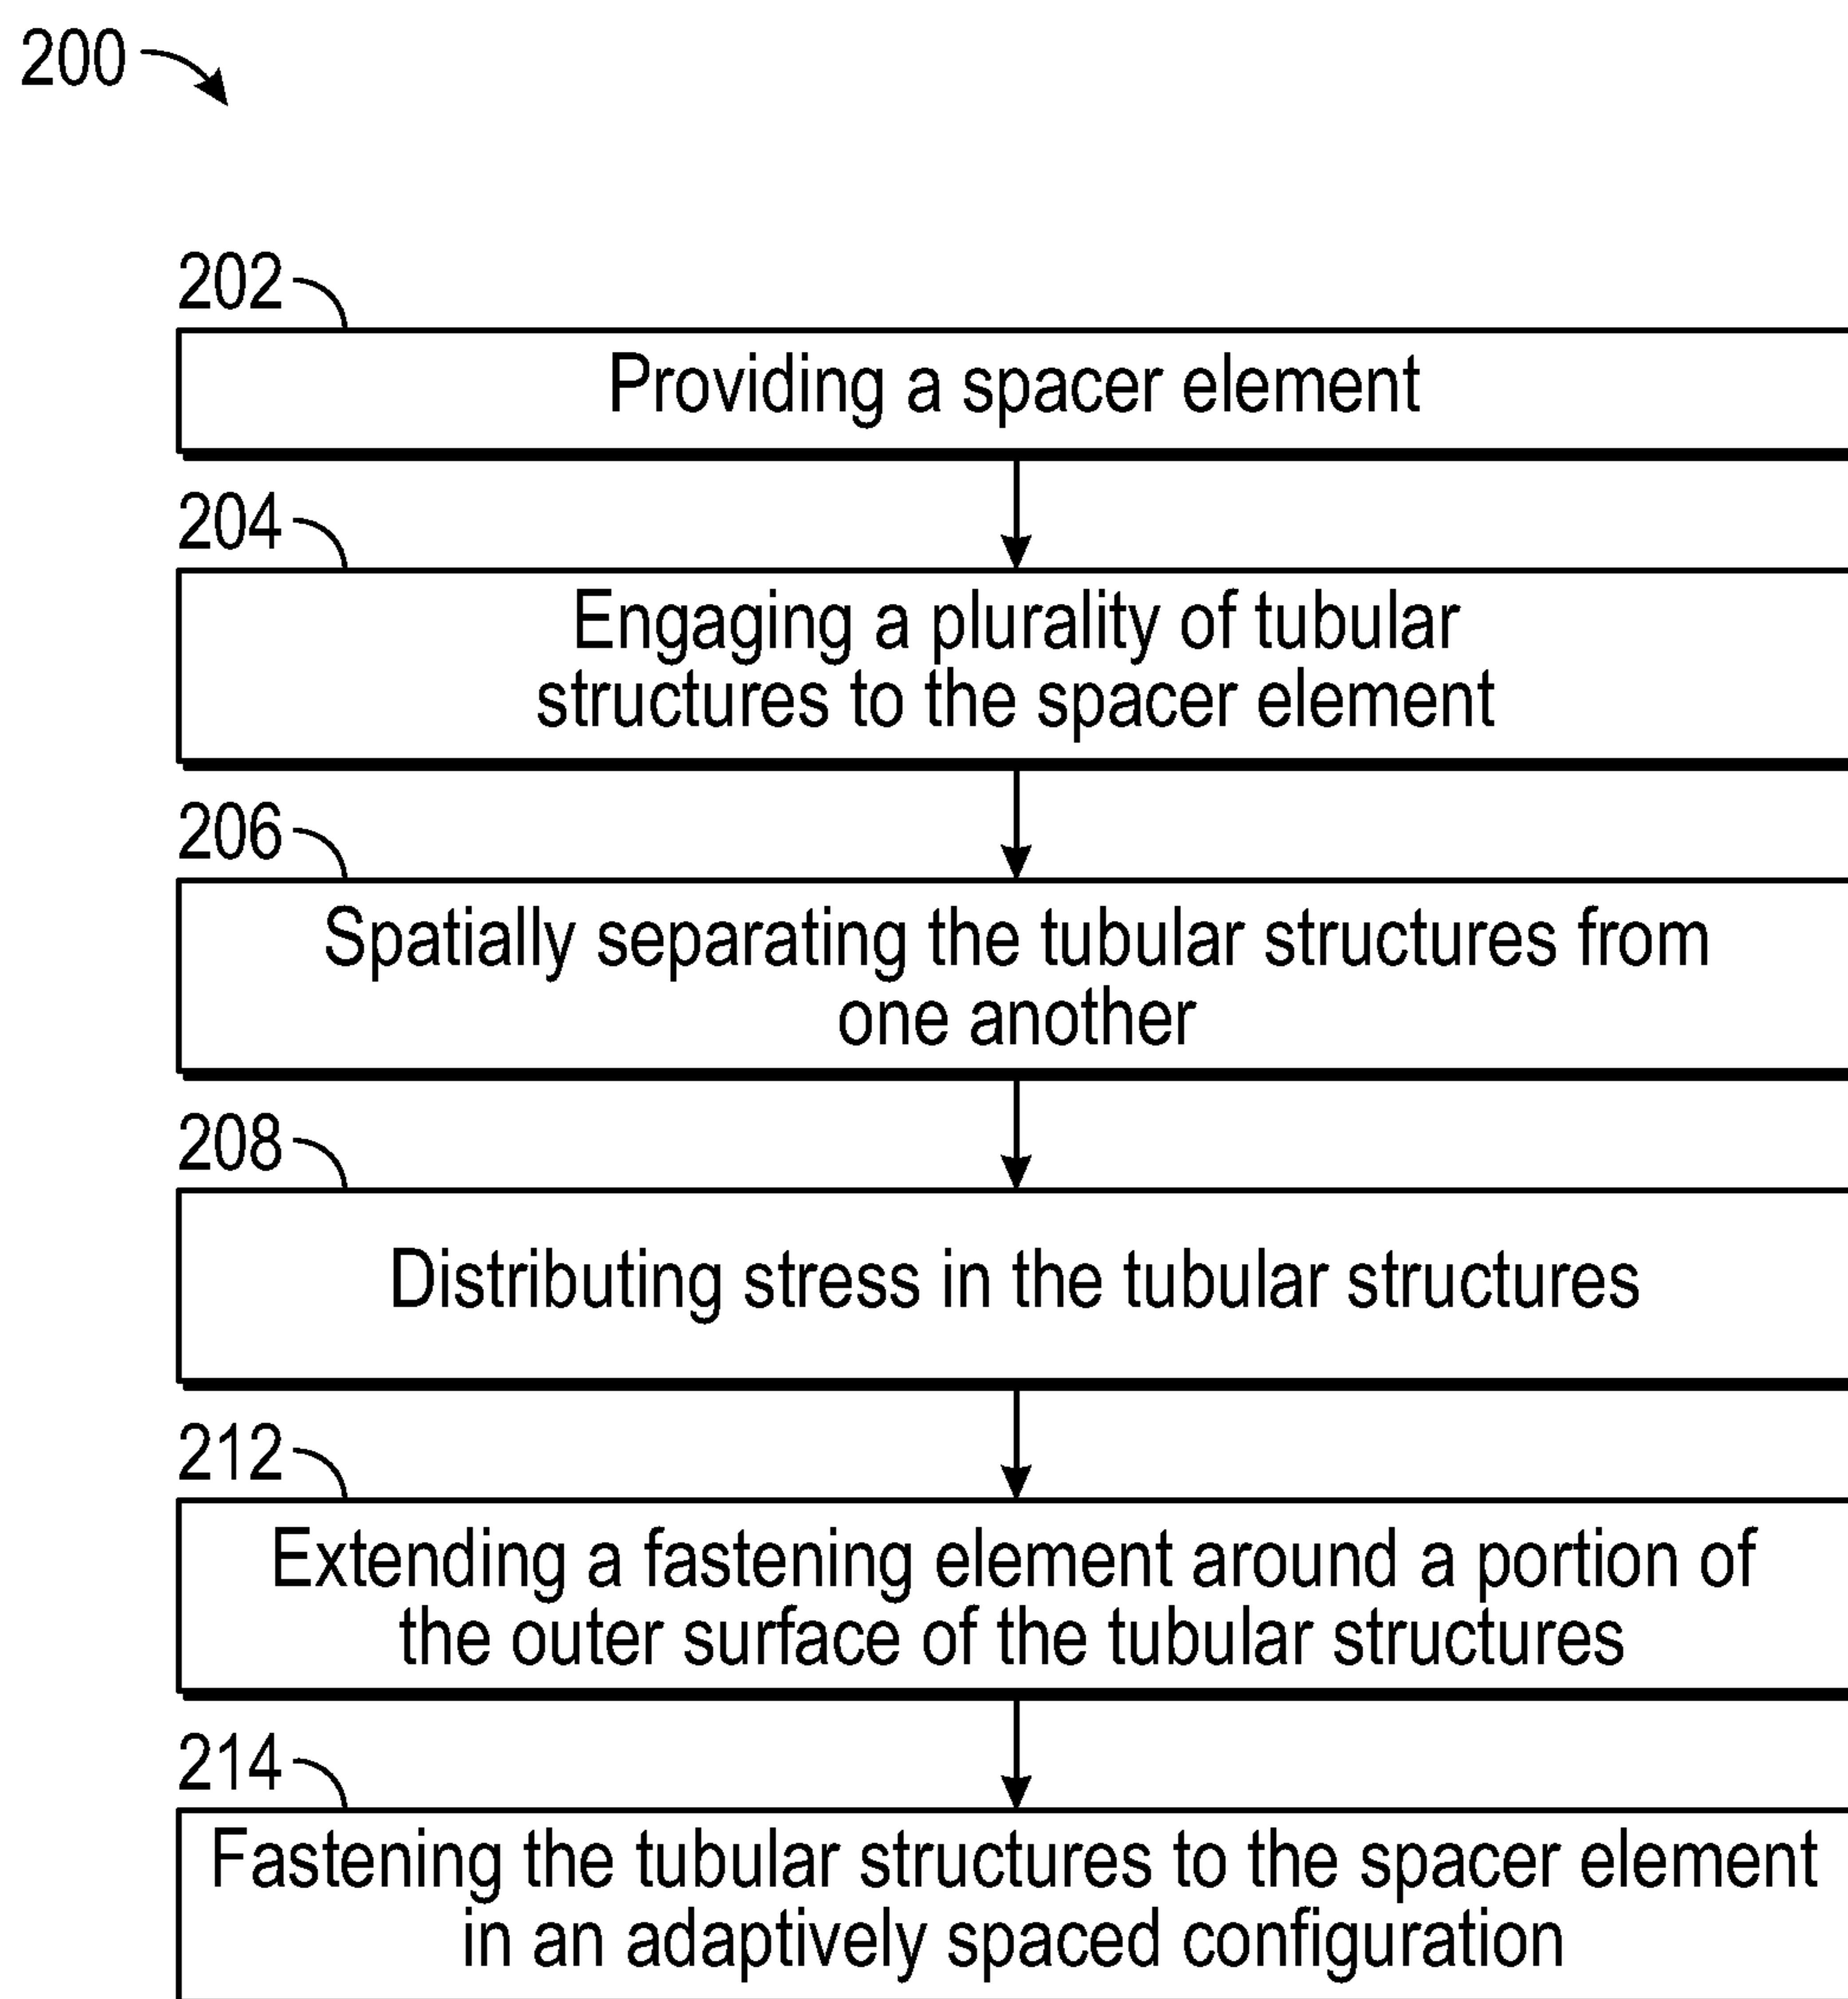 200
202
Providing a spacer element
204
Engaging a plurality of tubular
structures to the spacer element
206
Spatially separating the tubular structures from
one another
208
Distributing stress in the tubular structures
212
Extending a fastening element around a portion of
the outer surface of the tubular structures
214
Fastening the tubular structures to the spacer element
in an adaptively spaced configuration